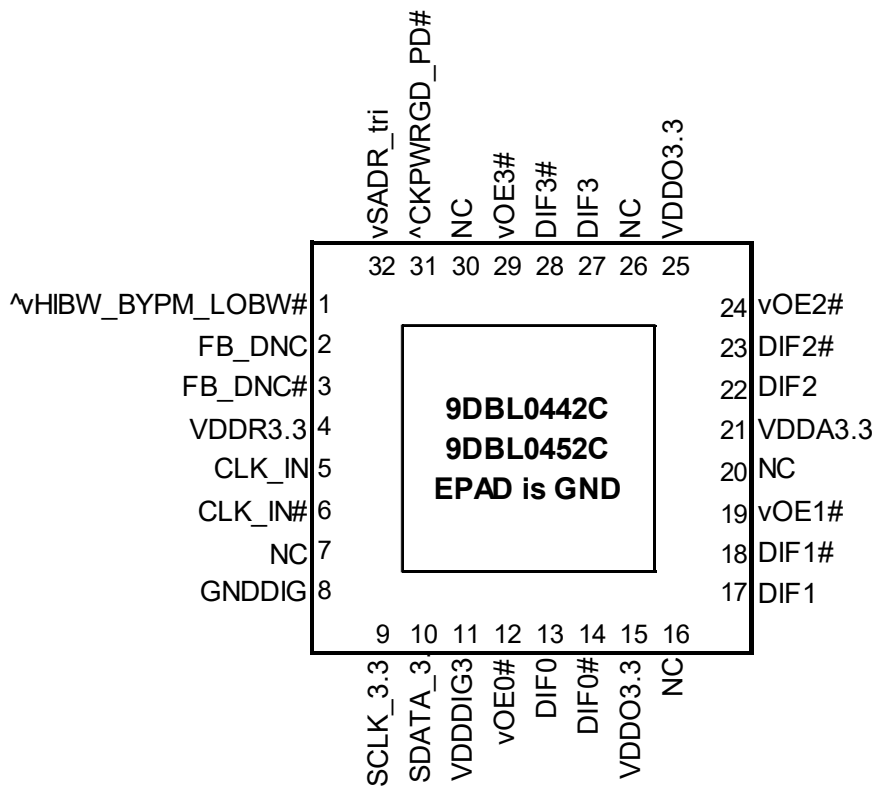 vSADR_tri
^CKPWRGD_PD#
NC
vOE3#
DIF3#
DIF3
NC
VDDO3.3
32 31 30 29 28 27 26 25
^vHIBW_BYPM_LOBW# 1
FB_DNC 2
FB_DNC# 3
VDDR3.3 4
CLK_IN 5
CLK_IN# 6
NC 7
GNDDIG 8
9DBL0442C
9DBL0452C
EPAD is GND
24 vOE2#
23 DIF2#
22 DIF2
21 VDDA3.3
20 NC
19 vOE1#
18 DIF1#
17 DIF1
9 10 11 12 13 14 15 16
SCLK_3.3
SDATA_3.
VDDDIG3
vOE0#
DIF0
DIF0#
VDDO3.3
NC